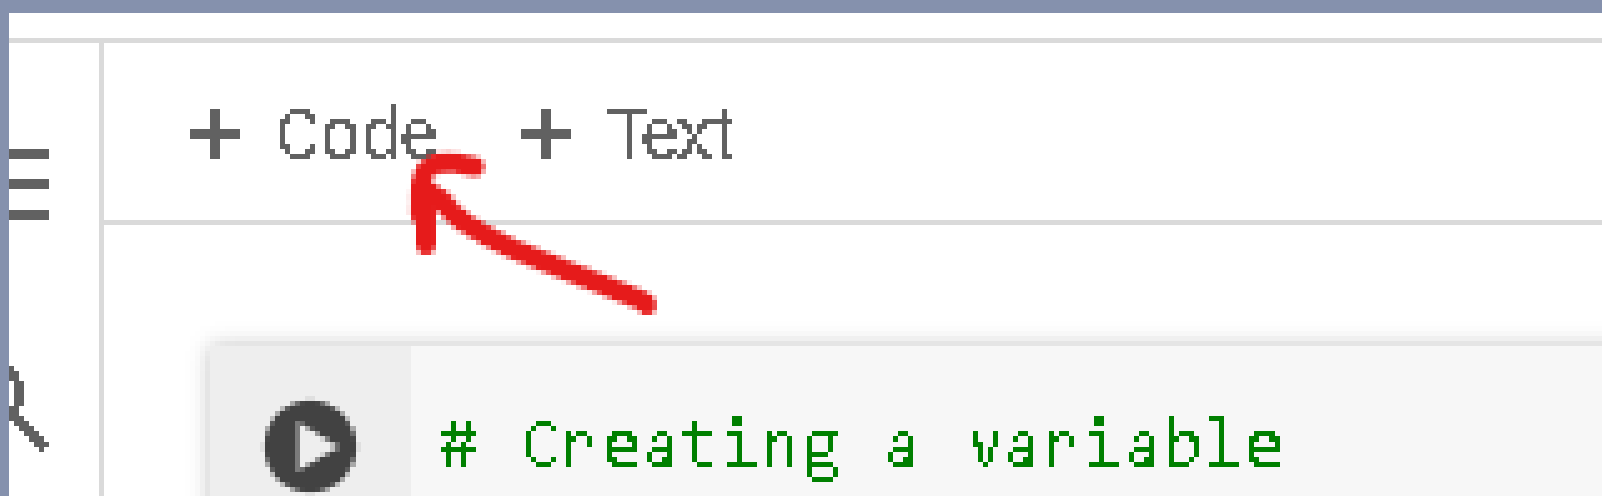 + Code + Text
# Creating a variable